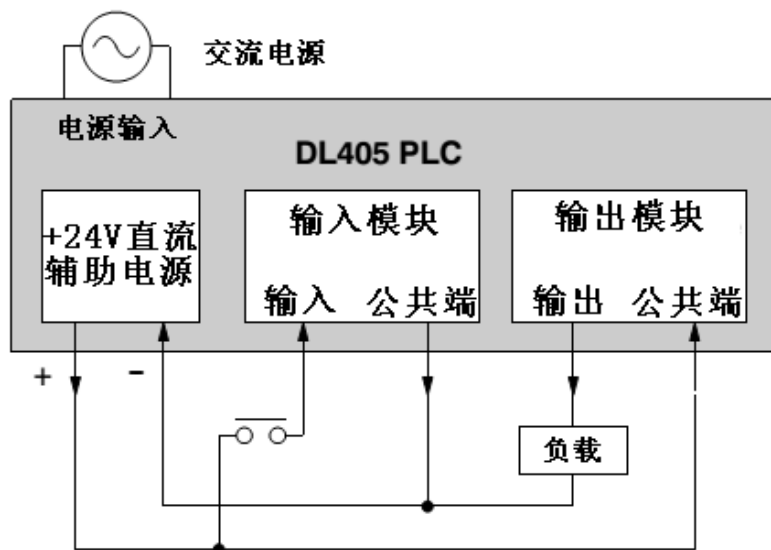 交流电源
电源输入
DL405 PLC
+24V直流
辅助电源
输入模块
输入 公共端
输出模块
输出 公共端
+ -
负载